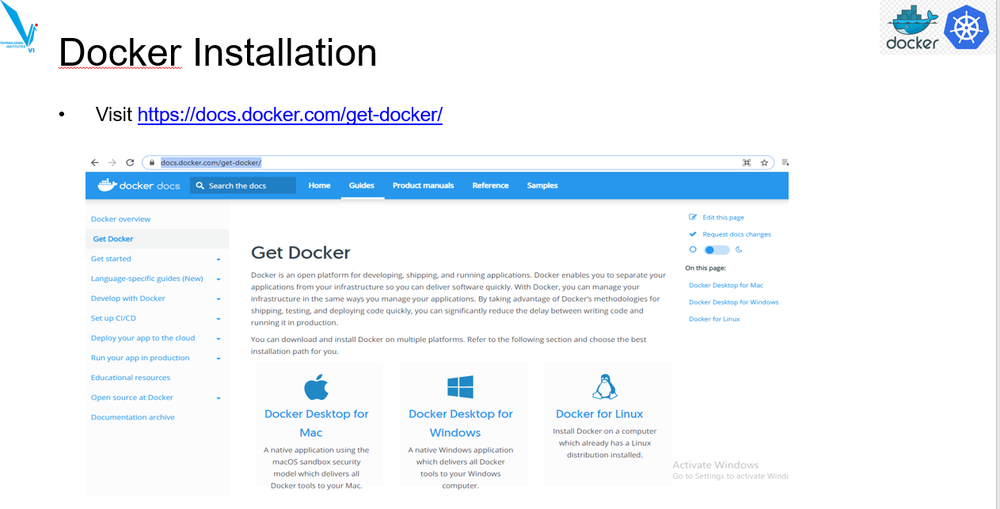 VISHWAKARMA
INSTITUTES
VI
docker
Docker Installation
• Visit https://docs.docker.com/get-docker/
docs.docker.com/get-docker/
docker docs
Search the docs
Home
Guides
Product manuals
Reference
Samples
Docker overview
Get Docker
Get started
Language-specific guides (New)
Develop with Docker
Set up CI/CD
Deploy your app to the cloud
Run your app in production
Educational resources
Open source at Docker
Documentation archive
Get Docker
Docker is an open platform for developing, shipping, and running applications. Docker enables you to separate your
applications from your infrastructure so you can deliver software quickly. With Docker, you can manage your
infrastructure in the same ways you manage your applications. By taking advantage of Docker's methodologies for
shipping, testing, and deploying code quickly, you can significantly reduce the delay between writing code and
running it in production.
You can download and install Docker on multiple platforms. Refer to the following section and choose the best
installation path for you.
Docker Desktop for
Mac
A native application using the
macOS sandbox security
model which delivers all
Docker tools to your Mac.
Docker Desktop for
Windows
A native Windows application
which delivers all Docker
tools to your Windows
computer.
Docker for Linux
Install Docker on a computer
which already has a Linux
distribution installed.
Edit this page
Request docs changes
On this page:
Docker Desktop for Mac
Docker Desktop for Windows
Docker for Linux
Activate Windows
Go to Settings to activate Windo